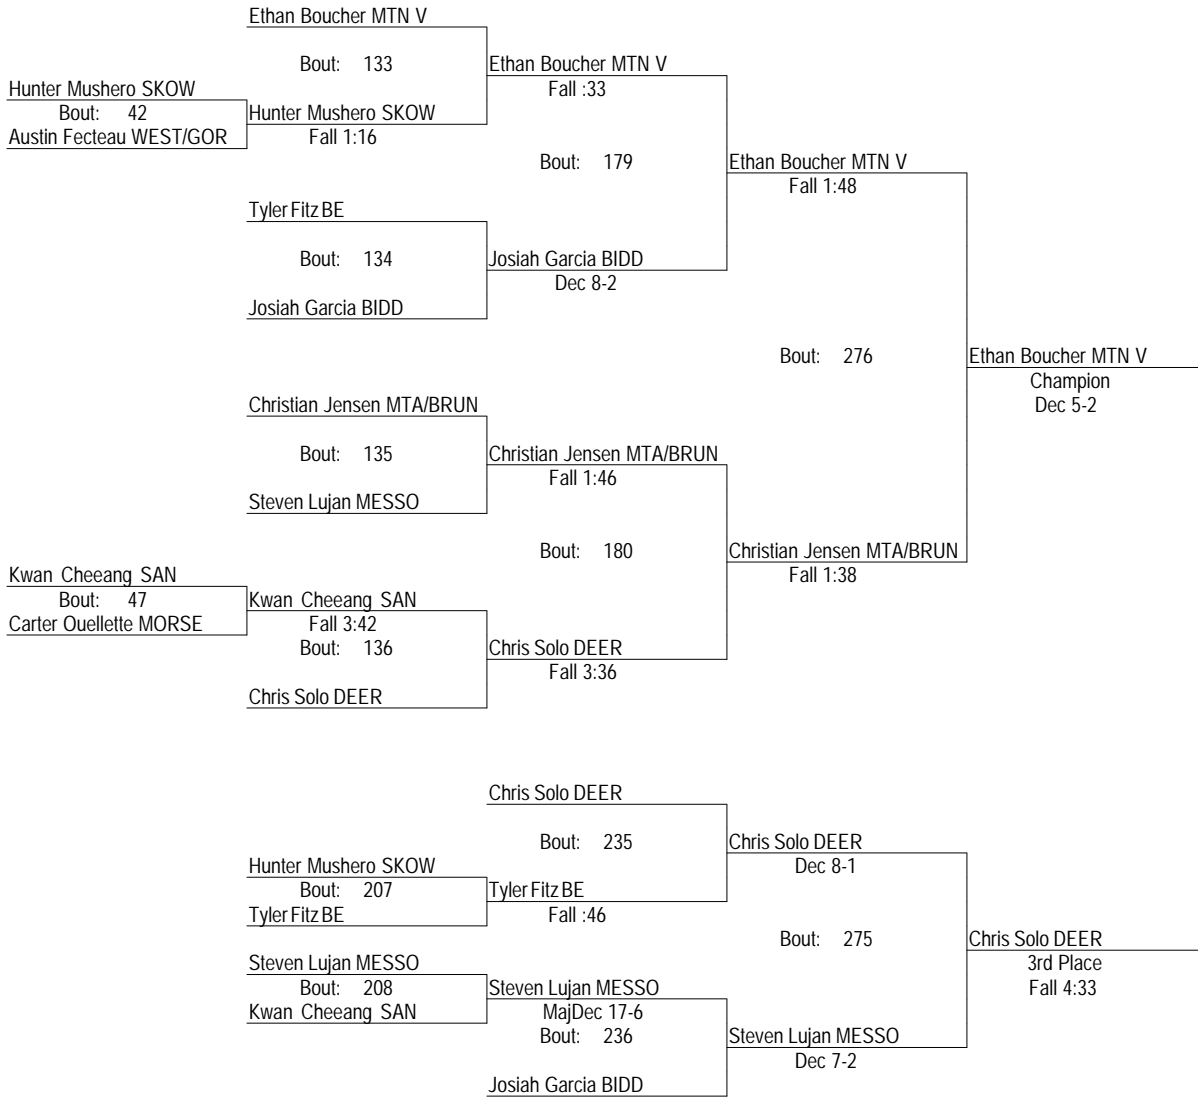 Ethan Boucher MTN V
Bout: 133
Ethan Boucher MTN V
Fall :33
Hunter Mushero SKOW
Bout: 42
Austin Fecteau WEST/GOR
Hunter Mushero SKOW
Fall 1:16
Bout: 179
Ethan Boucher MTN V
Fall 1:48
Tyler Fitz BE
Bout: 134
Josiah Garcia BIDD
Dec 8-2
Josiah Garcia BIDD
Bout: 276
Ethan Boucher MTN V
Champion
Dec 5-2
Christian Jensen MTA/BRUN
Bout: 135
Christian Jensen MTA/BRUN
Fall 1:46
Steven Lujan MESSO
Bout: 180
Christian Jensen MTA/BRUN
Fall 1:38
Kwan Cheeang SAN
Bout: 47
Carter Ouellette MORSE
Kwan Cheeang SAN
Fall 3:42
Bout: 136
Chris Solo DEER
Fall 3:36
Chris Solo DEER
Chris Solo DEER
Bout: 235
Chris Solo DEER
Dec 8-1
Hunter Mushero SKOW
Bout: 207
Tyler Fitz BE
Tyler Fitz BE
Fall :46
Bout: 275
Chris Solo DEER
3rd Place
Fall 4:33
Steven Lujan MESSO
Bout: 208
Kwan Cheeang SAN
Steven Lujan MESSO
MajDec 17-6
Bout: 236
Steven Lujan MESSO
Dec 7-2
Josiah Garcia BIDD